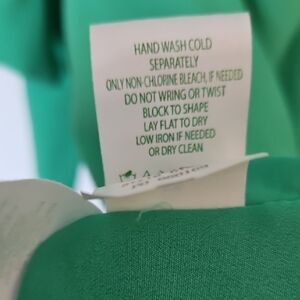 HAND WASH COLD
SEPARATELY
ONLY NON-CHLORINE BLEACH, IF NEEDED
DO NOT WRING OR TWIST
BLOCK TO SHAPE
LAY FLAT TO DRY
LOW IRON IF NEEDED
OR DRY CLEAN